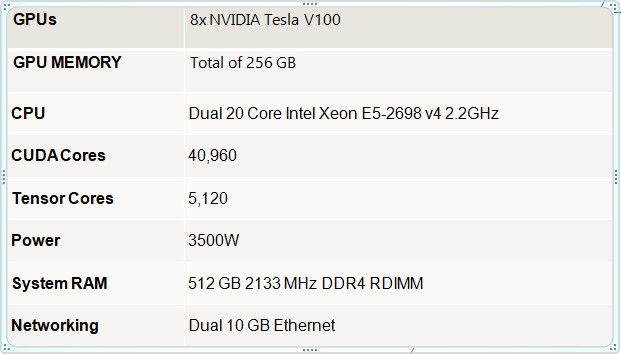 GPUs 8x NVIDIA Tesla V100
GPU MEMORY Total of 256 GB
CPU Dual 20 Core Intel Xeon E5-2698 v4 2.2GHz
CUDA Cores 40,960
Tensor Cores 5,120
Power 3500W
System RAM 512 GB 2133 MHz DDR4 RDIMM
Networking Dual 10 GB Ethernet